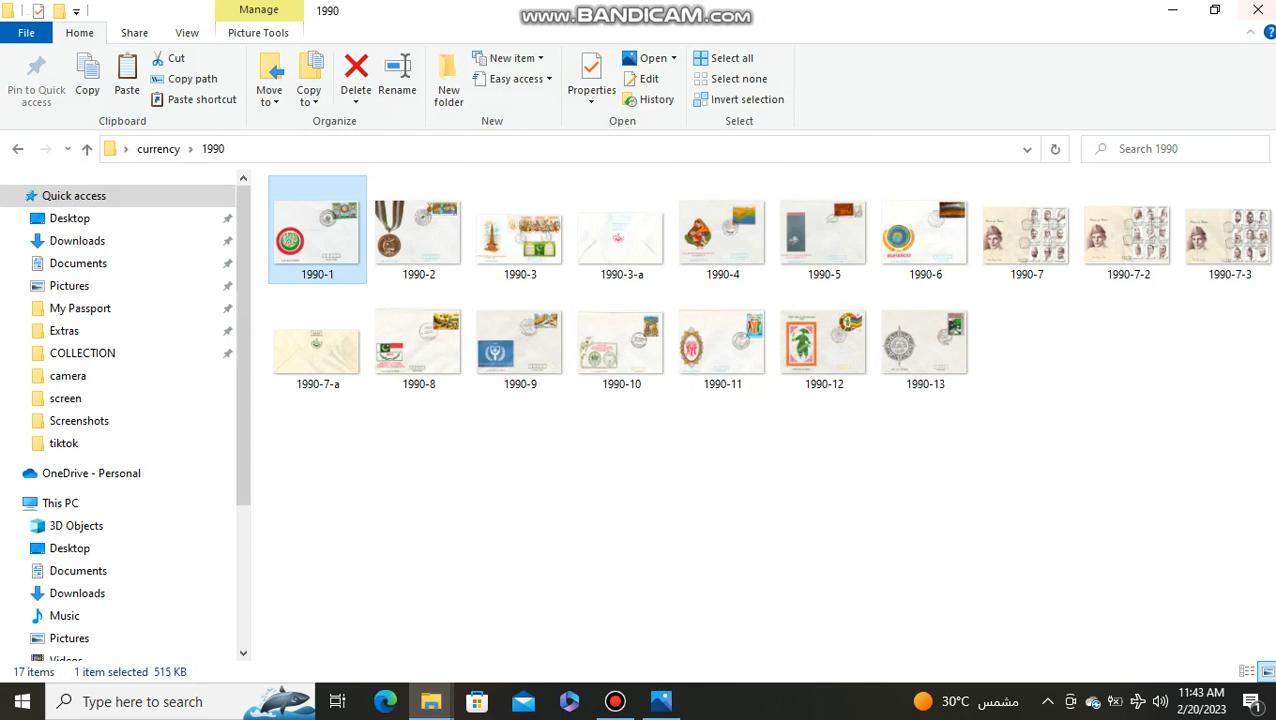 Manage
1990
www.BANDICAM.com
File
Home
Share
View
Picture Tools
Pin to Quick access
Copy
Paste
Cut
Copy path
Paste shortcut
Clipboard
Move to
Copy to
Delete
Rename
Organize
New folder
New item
Easy access
New
Properties
Open
Edit
History
Open
Select all
Select none
Invert selection
Select
currency
1990
Search 1990
Quick access
Desktop
Downloads
Documents
Pictures
My Passport
Extras
COLLECTION
camera
screen
Screenshots
tiktok
OneDrive - Personal
This PC
3D Objects
Desktop
Documents
Downloads
Music
Pictures
Videos
1990-1
1990-2
1990-3
1990-3-a
1990-4
1990-5
1990-6
1990-7
1990-7-2
1990-7-3
1990-7-a
1990-8
1990-9
1990-10
1990-11
1990-12
1990-13
17 items
1 item selected 515 KB
Type here to search
30°C مشمس
11:43 AM
2/20/2023
1